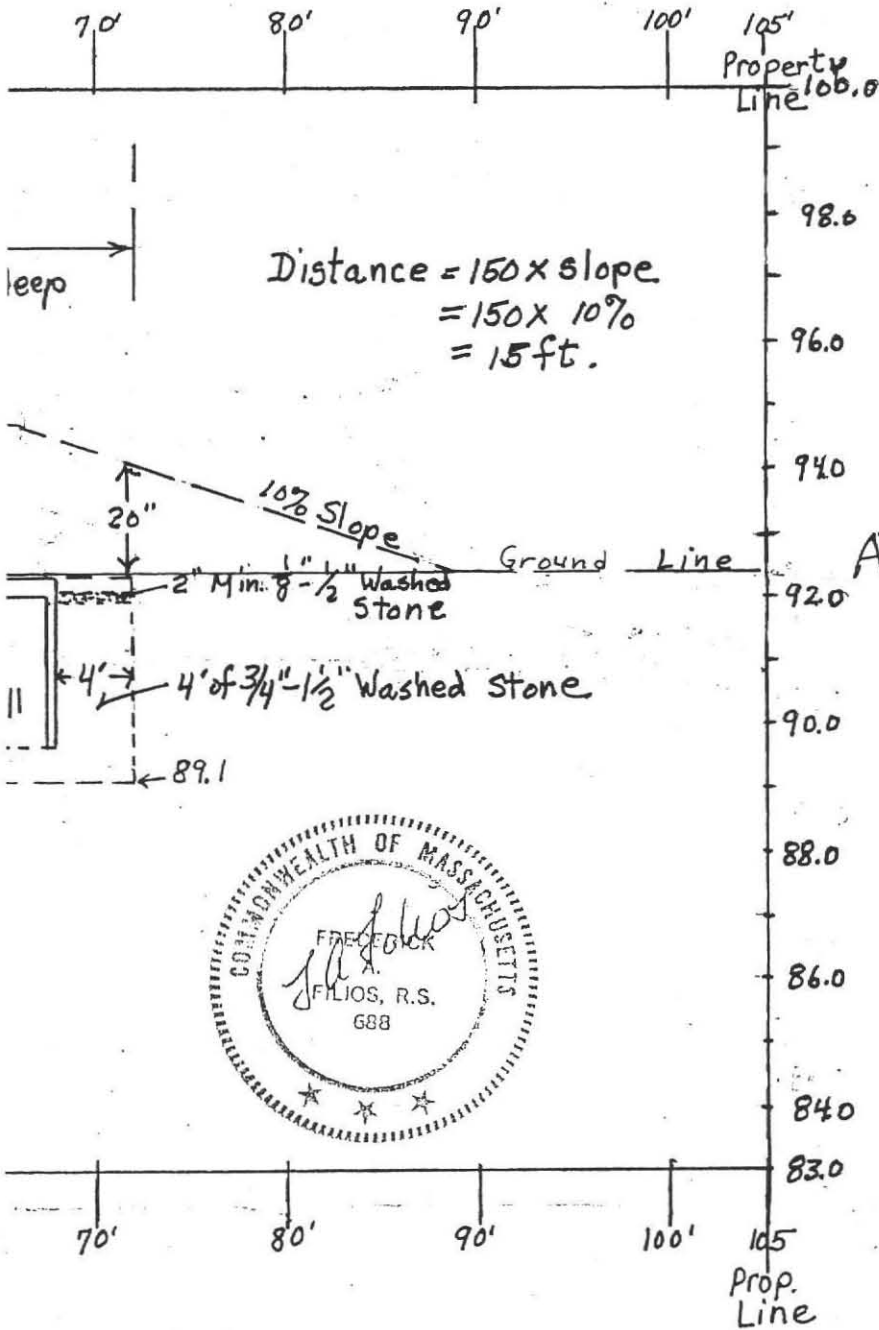 70' 80' 90' 100' 105'
Property
Line 100.0
98.0
leep
Distance = 150 X slope
= 150 X 10%
= 15 ft.
96.0
94.0
10% Slope
20"
Ground Line A
2" Min. 1/8"-1/2" Washed
Stone
92.0
4' 4' of 3/4"-1 1/2" Washed Stone
11
90.0
89.1
88.0
COMMONWEALTH OF MASSACHUSETTS
FREDERICK
A.
FILIOS, R.S.
688
86.0
84.0
83.0
70' 80' 90' 100' 105
Prop.
Line